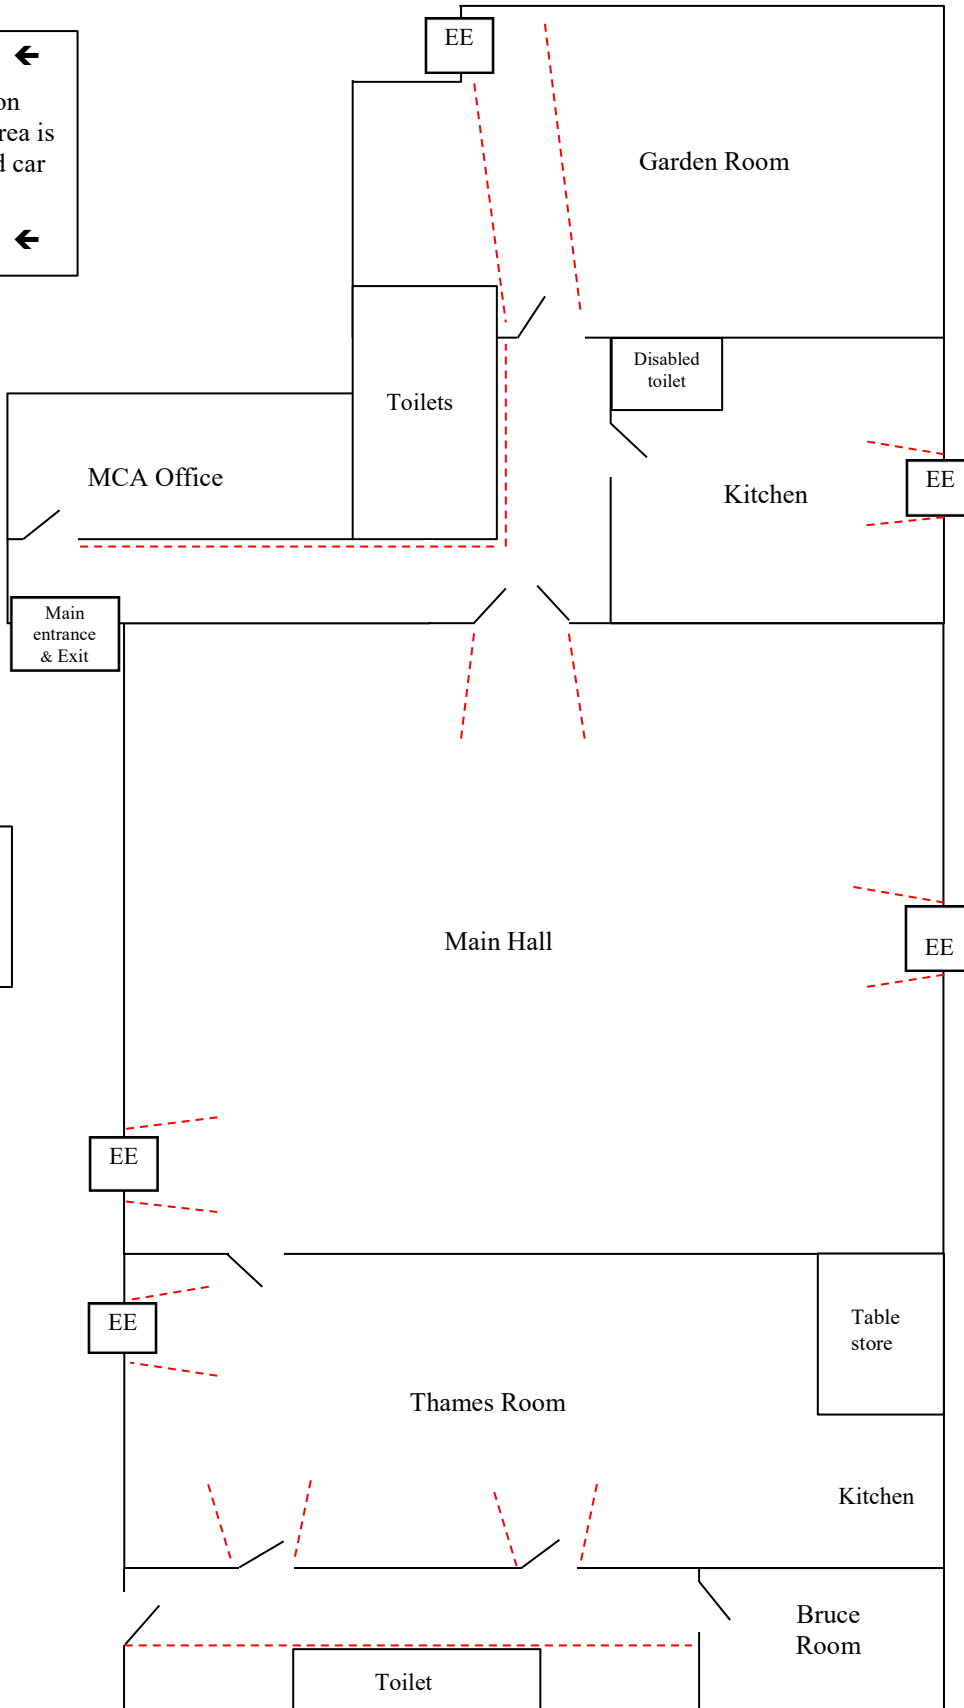 EE
on
rea is
d car
Garden Room
Disabled
toilet
Toilets
MCA Office
Kitchen
EE
Main
entrance
& Exit
Main Hall
EE
EE
EE
Table
store
Thames Room
Kitchen
Bruce
Room
Toilet